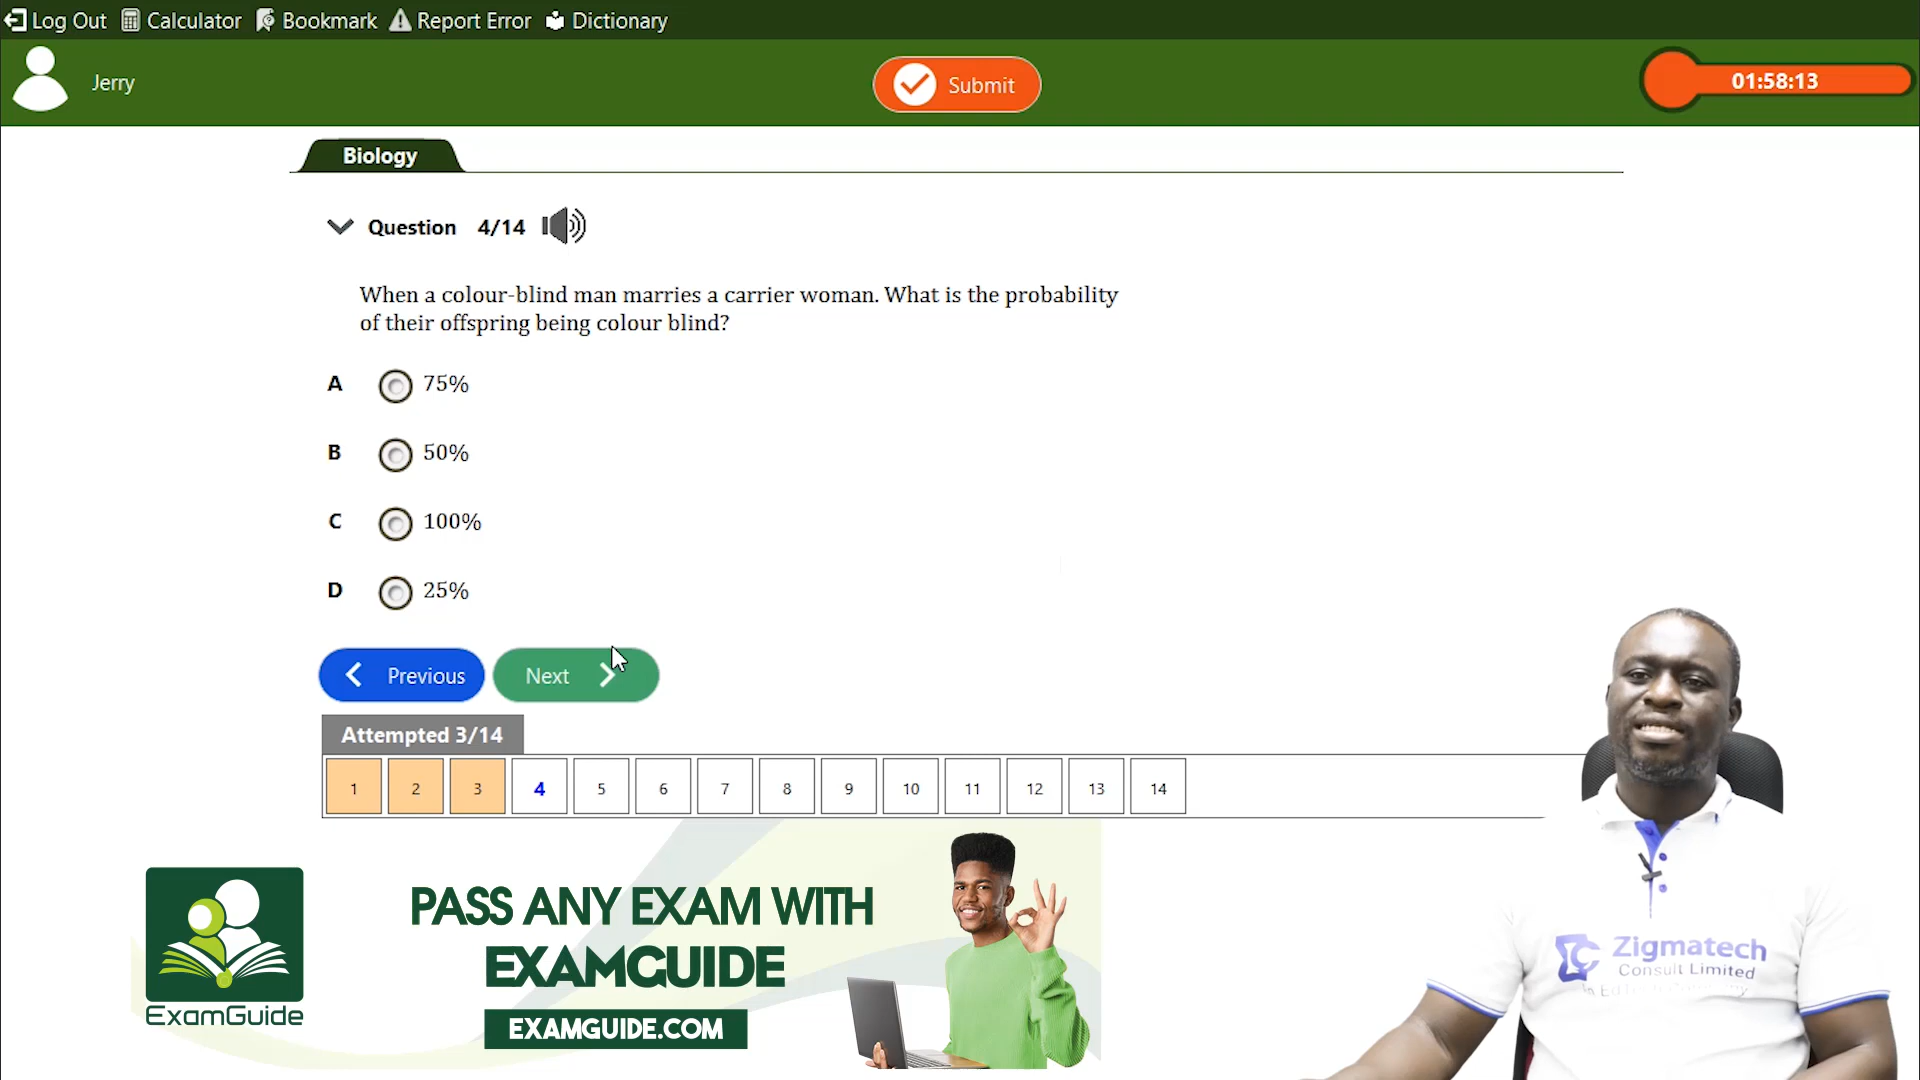 Log Out Calculator Bookmark Report Error Dictionary
Jerry
Submit
01:58:13
Biology
Question 4/14
When a colour-blind man marries a carrier woman. What is the probability
of their offspring being colour blind?
A 75%
B 50%
C 100%
D 25%
Previous
Next
Attempted 3/14
1 2 3 4 5 6 7 8 9 10 11 12 13 14
ExamGuide
PASS ANY EXAM WITH
EXAMGUIDE
EXAMGUIDE.COM
Zigmatech
Consult Limited